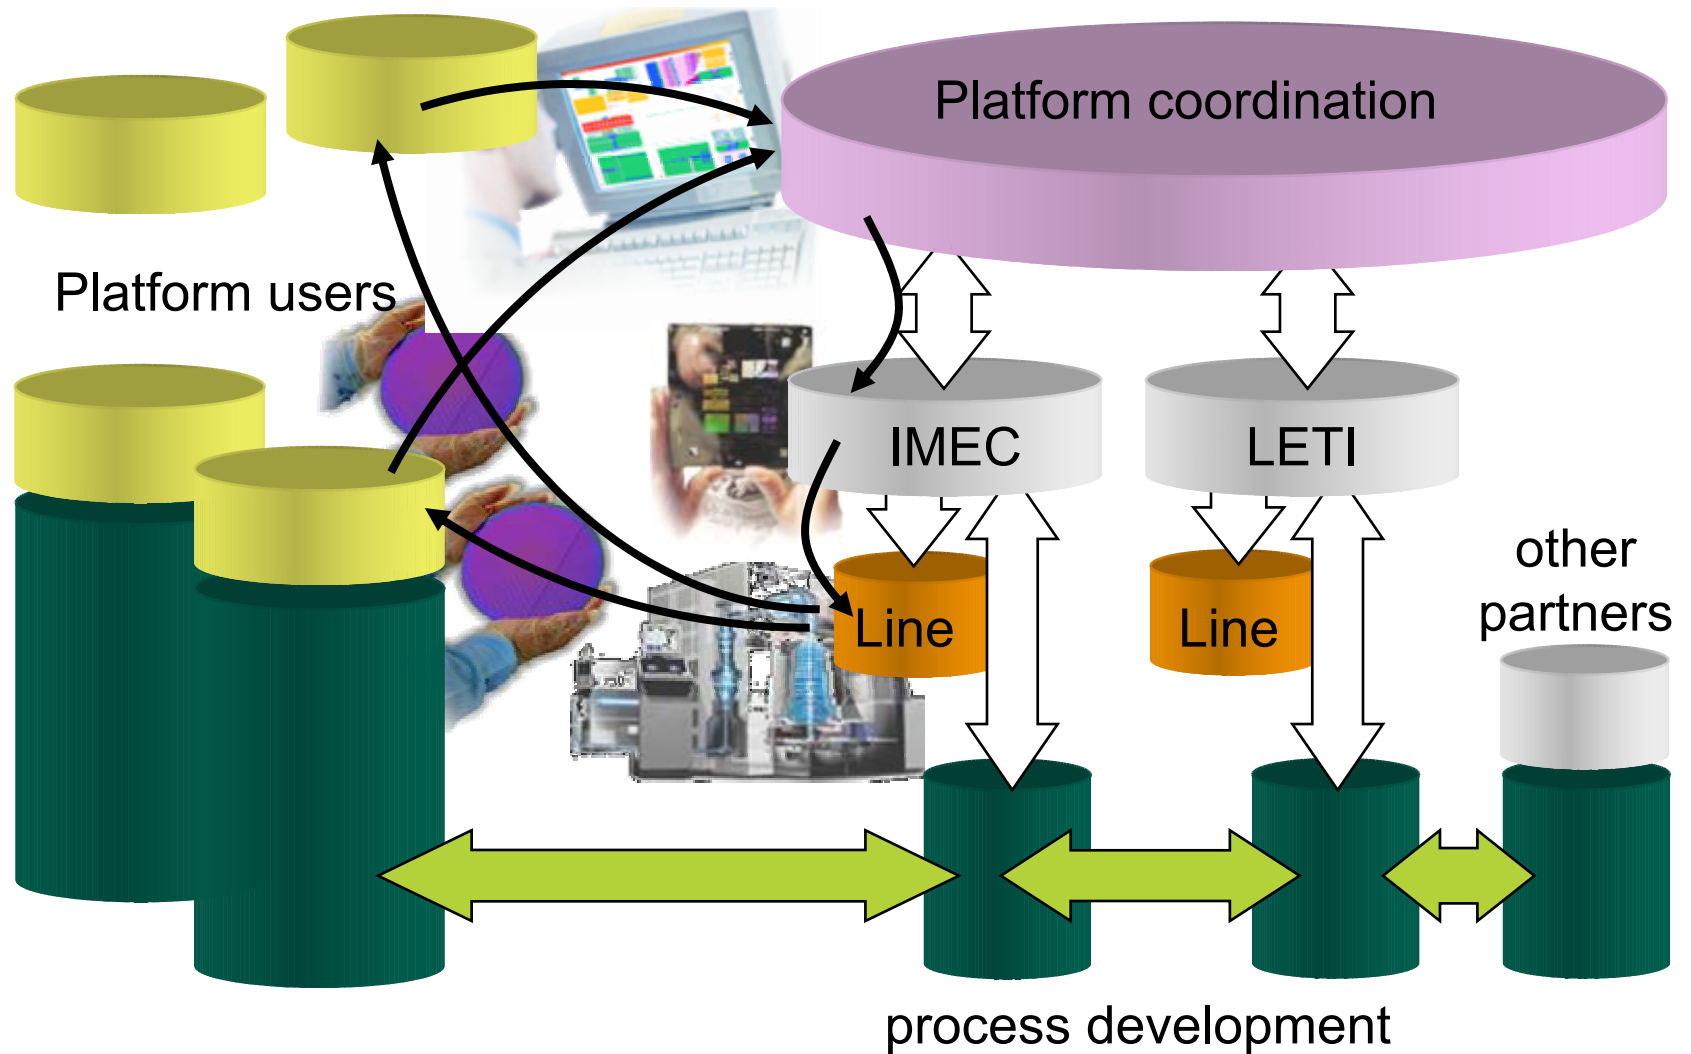 Platform coordination
Platform users
IMEC
LETI
other
partners
Line
Line
process development